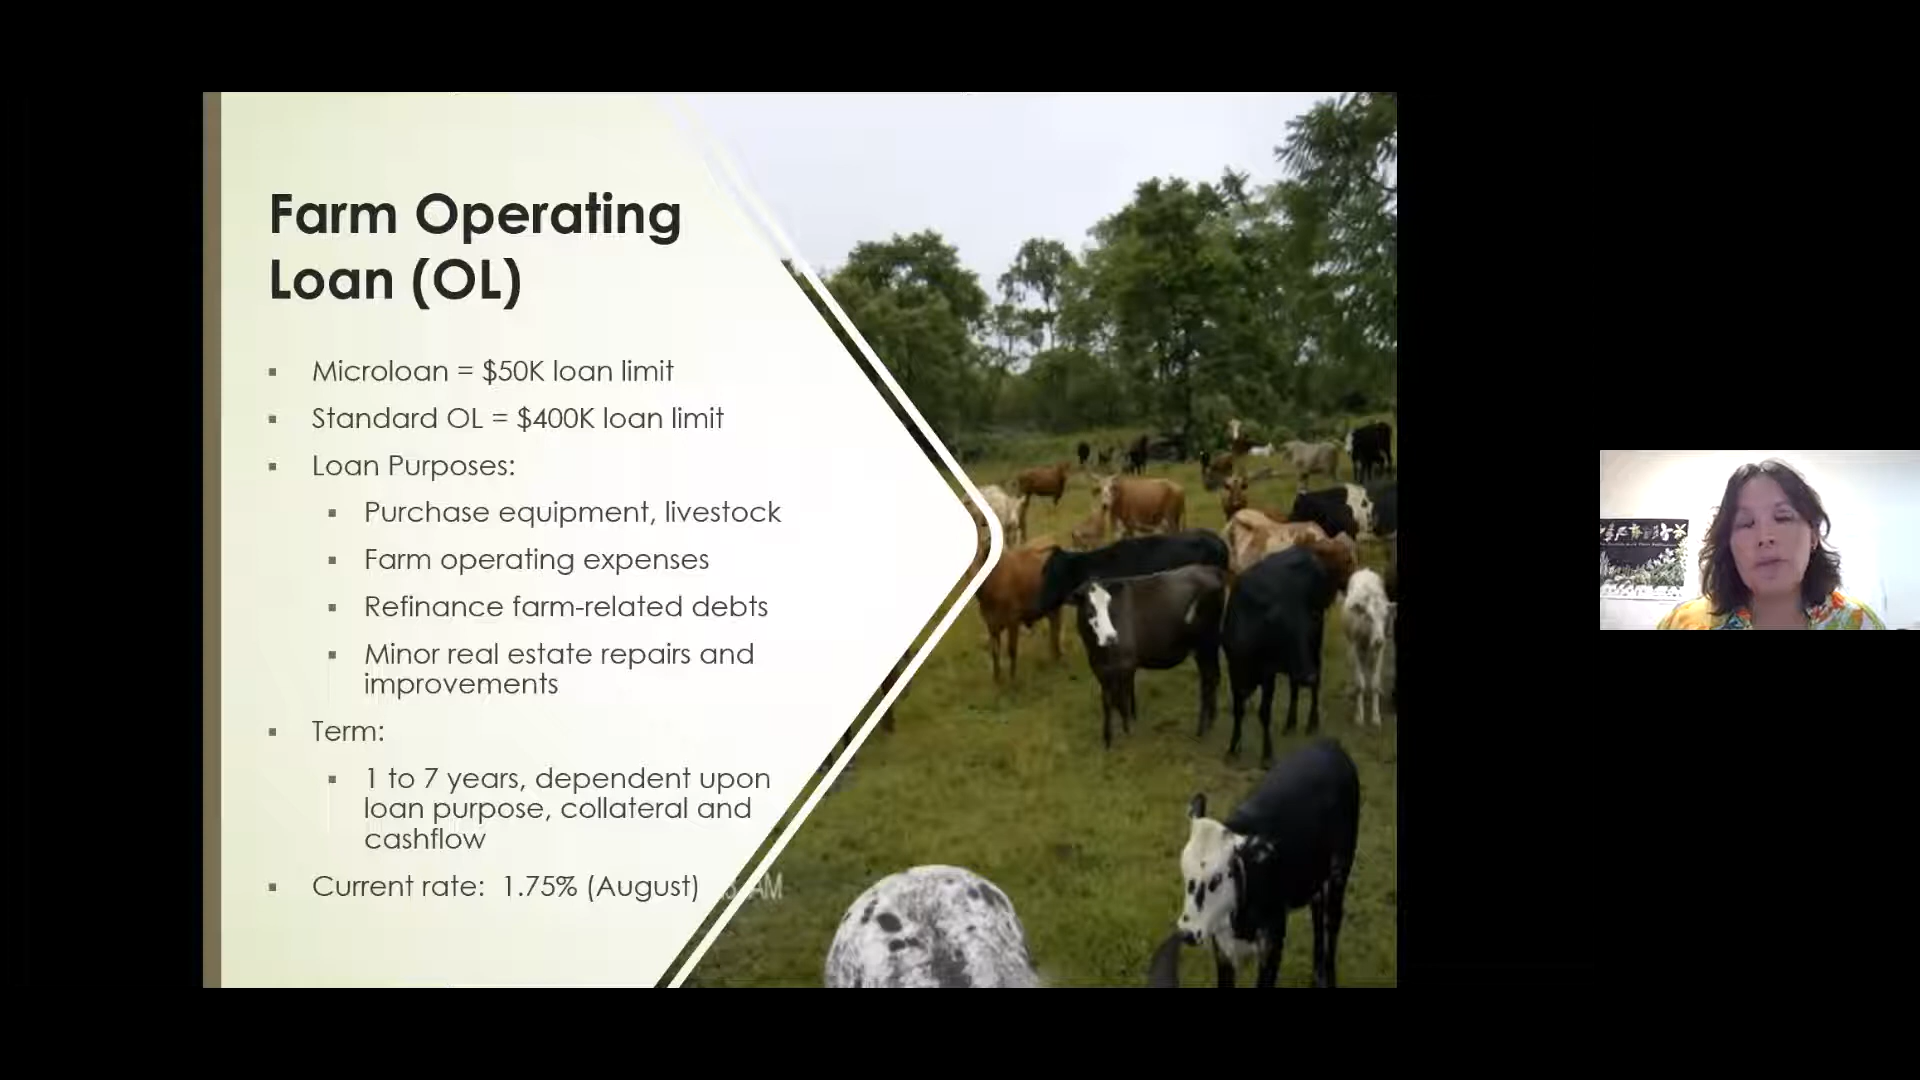 Farm Operating
Loan (OL)
Microloan = $50K loan limit
Standard OL = $400K loan limit
Loan Purposes:
Purchase equipment, livestock
Farm operating expenses
Refinance farm-related debts
Minor real estate repairs and
improvements
Term:
1 to 7 years, dependent upon
loan purpose, collateral and
cashflow
Current rate: 1.75% (August)
AM